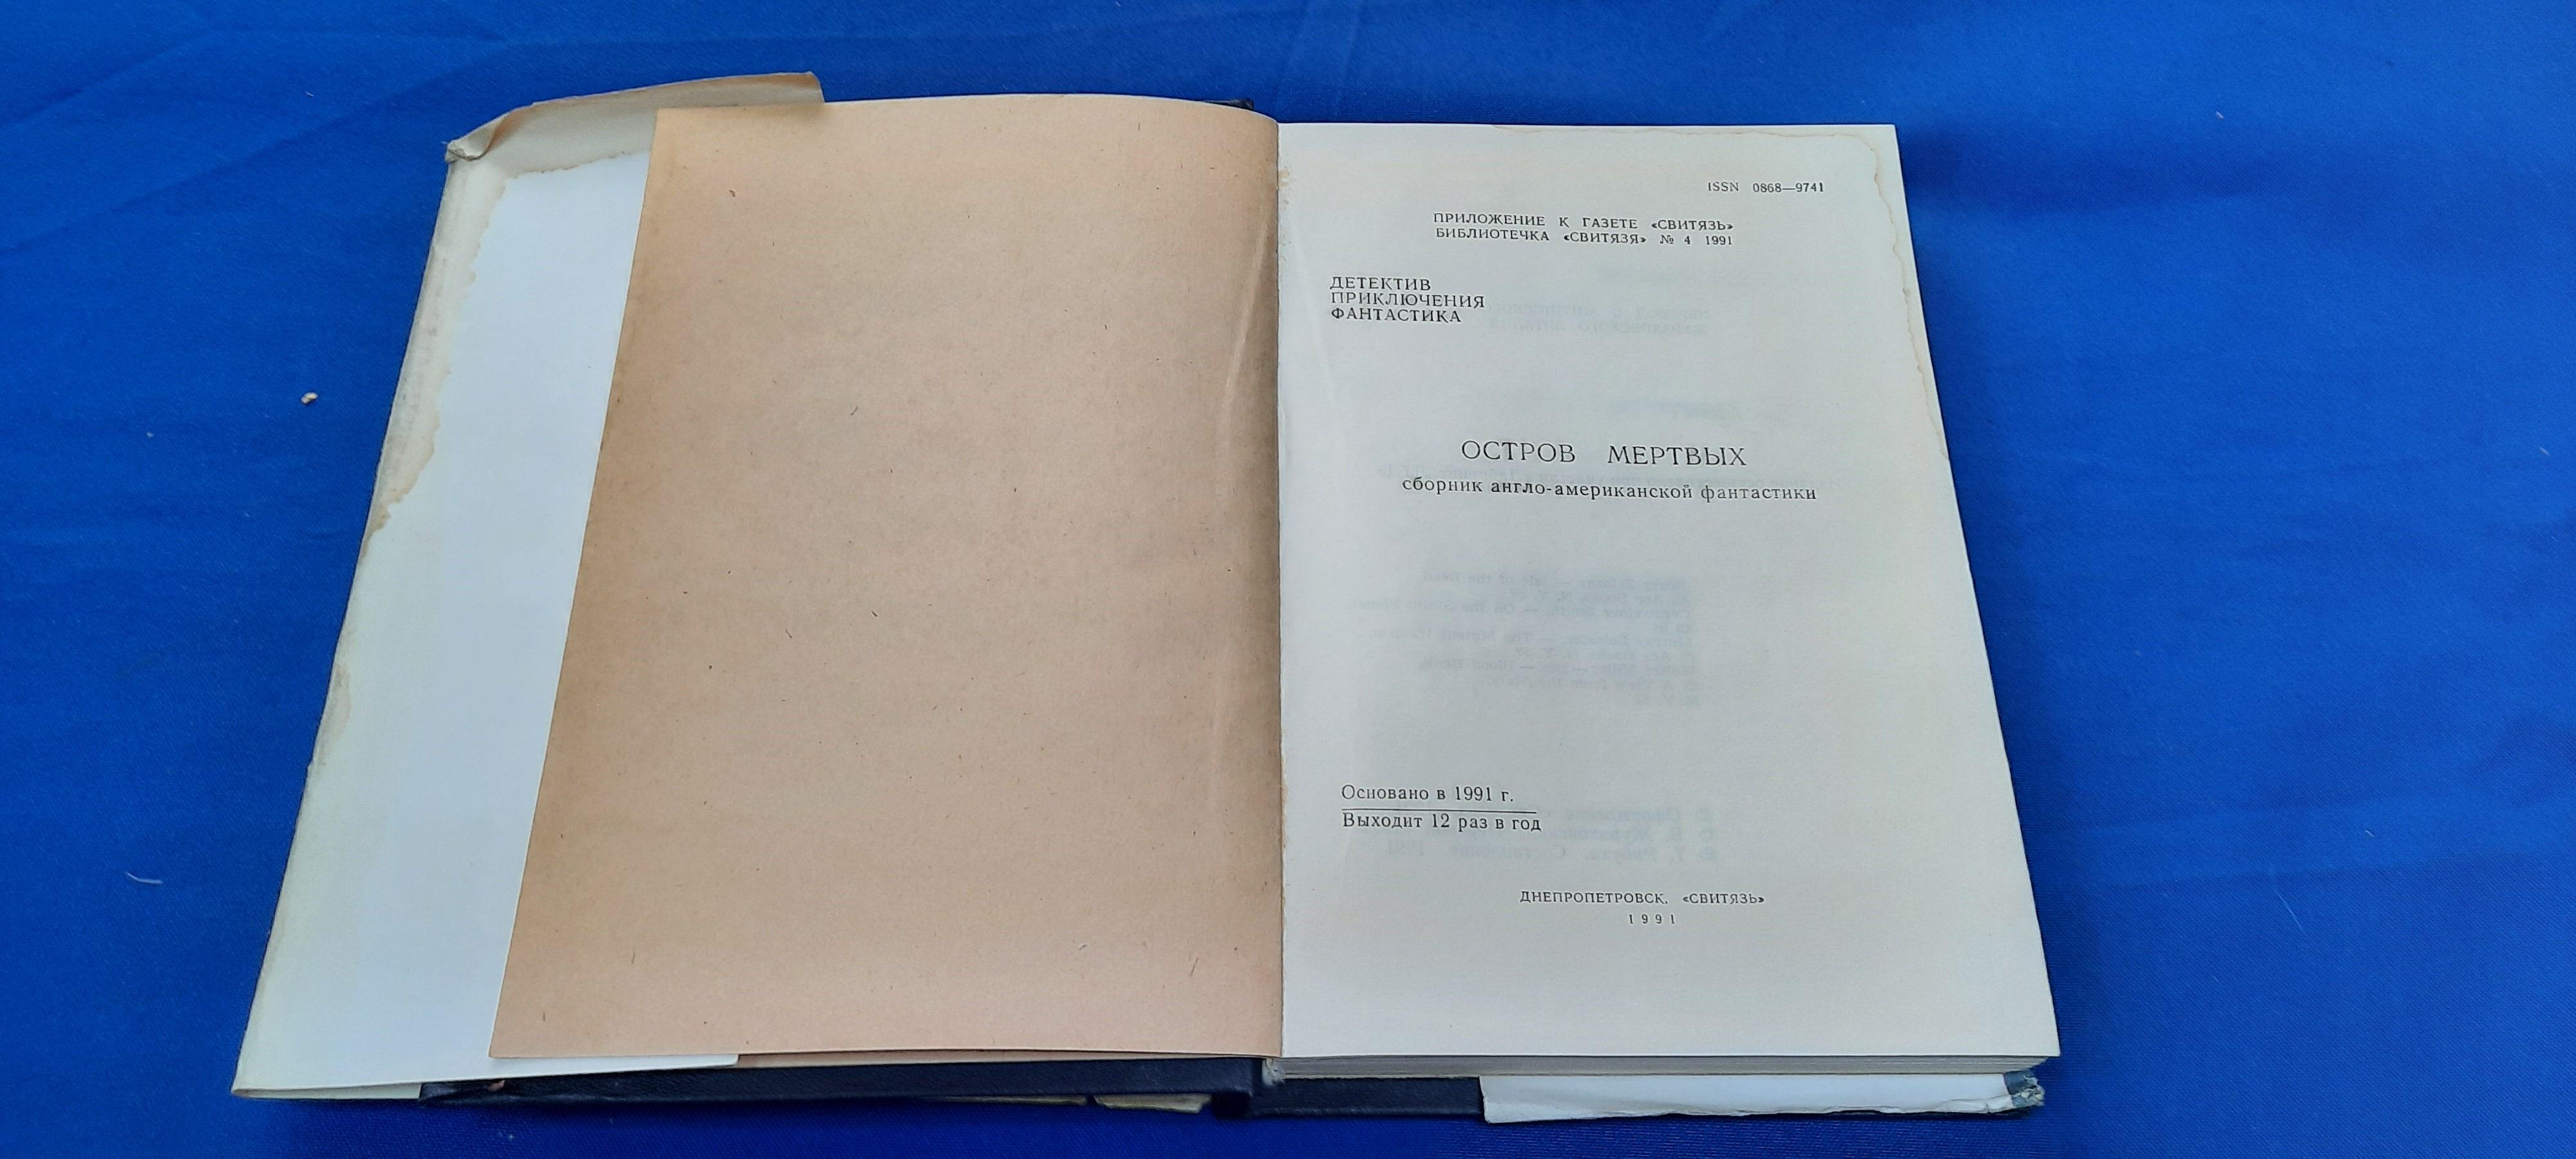 ISSN 0868—9741
ПРИЛОЖЕНИЕ К ГАЗЕТЕ «СВИТЯЗЬ»
БИБЛИОТЕЧКА «СВИТЯЗЯ» № 4 1991
ДЕТЕКТИВ
ПРИКЛЮЧЕНИЯ
ФАНТАСТИКА
ОСТРОВ МЕРТВЫХ
сборник англо-американской фантастики
Основано в 1991 г.
Выходит 12 раз в год
ДНЕПРОПЕТРОВСК, «СВИТЯЗЬ»
1991